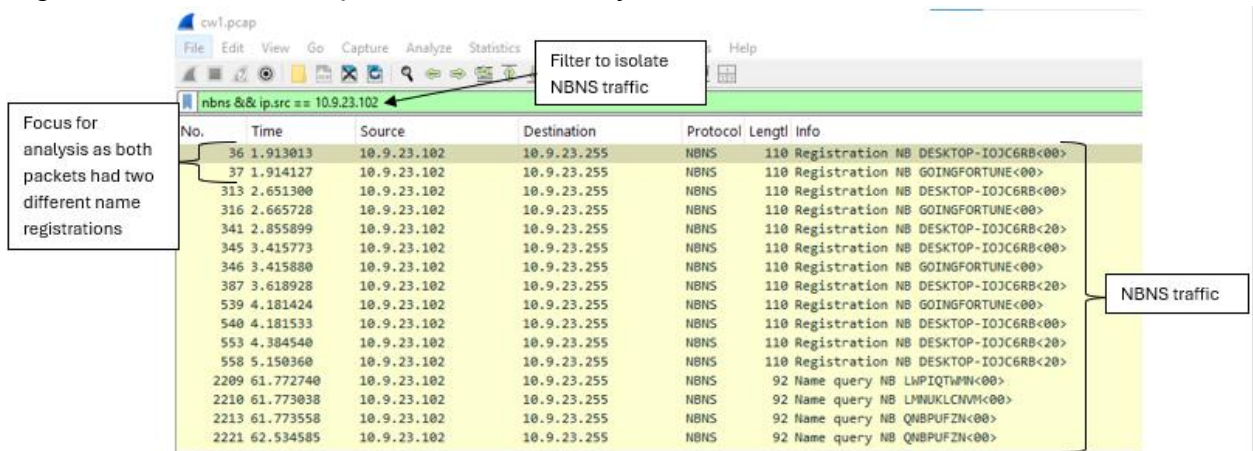 cw1.pcap
File Edit View Go Capture Analyze Statistics Help
Filter to isolate
NBNS traffic
nbns && ip.src == 10.9.23.102
Focus for
analysis as both
packets had two
different name
registrations
No. Time Source Destination Protocol Lengtl Info
36 1.913013 10.9.23.102 10.9.23.255 NBNS 110 Registration NB DESKTOP-IOJC6RB<00>
37 1.914127 10.9.23.102 10.9.23.255 NBNS 110 Registration NB GOINGFORTUNE<00>
313 2.651300 10.9.23.102 10.9.23.255 NBNS 110 Registration NB DESKTOP-IOJC6RB<00>
316 2.665728 10.9.23.102 10.9.23.255 NBNS 110 Registration NB GOINGFORTUNE<00>
341 2.855899 10.9.23.102 10.9.23.255 NBNS 110 Registration NB DESKTOP-IOJC6RB<20>
345 3.415773 10.9.23.102 10.9.23.255 NBNS 110 Registration NB DESKTOP-IOJC6RB<00>
346 3.415880 10.9.23.102 10.9.23.255 NBNS 110 Registration NB GOINGFORTUNE<00>
387 3.618928 10.9.23.102 10.9.23.255 NBNS 110 Registration NB DESKTOP-IOJC6RB<20>
539 4.181424 10.9.23.102 10.9.23.255 NBNS 110 Registration NB GOINGFORTUNE<00>
540 4.181533 10.9.23.102 10.9.23.255 NBNS 110 Registration NB DESKTOP-IOJC6RB<00>
553 4.384540 10.9.23.102 10.9.23.255 NBNS 110 Registration NB DESKTOP-IOJC6RB<20>
558 5.150360 10.9.23.102 10.9.23.255 NBNS 110 Registration NB DESKTOP-IOJC6RB<20>
2209 61.772740 10.9.23.102 10.9.23.255 NBNS 92 Name query NB LWPIQTWMN<00>
2210 61.773038 10.9.23.102 10.9.23.255 NBNS 92 Name query NB LMNUKLCNVM<00>
2213 61.773558 10.9.23.102 10.9.23.255 NBNS 92 Name query NB QNBPUFZN<00>
2221 62.534585 10.9.23.102 10.9.23.255 NBNS 92 Name query NB QNBPUFZN<00>
NBNS traffic